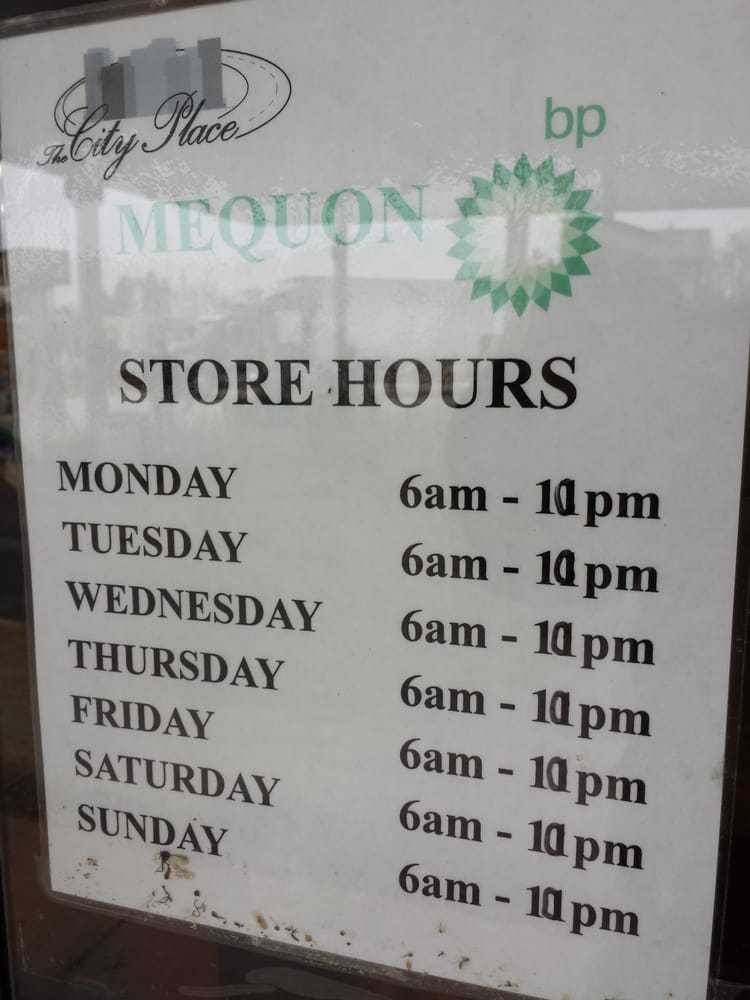 The City Place
bp
MEQUON
STORE HOURS
MONDAY 6am -
TUESDAY 6am -
WEDNESDAY 6am -
THURSDAY 6am -
FRIDAY 6am -
SATURDAY 6am -
SUNDAY 6am -